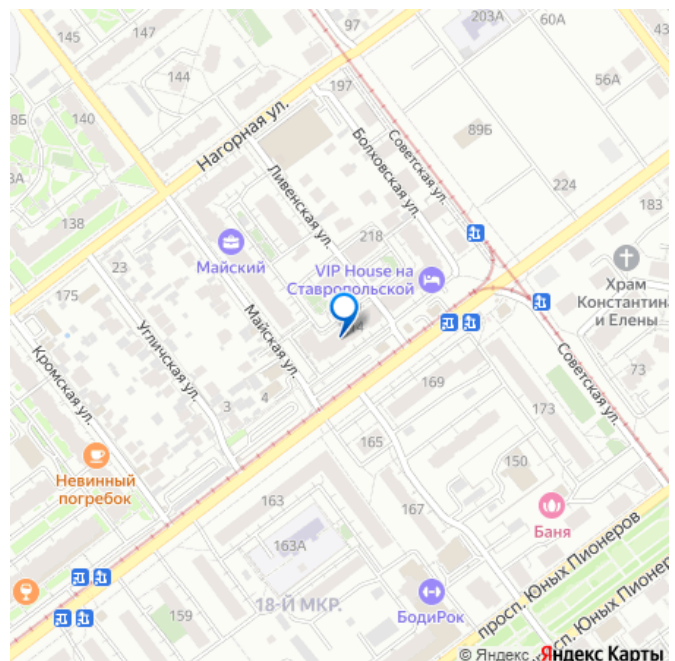 97
203А
60А
43
145
147
144
197
56А
8Б
140
Нагорная ул.
Болховская ул.
Советская ул.
89Б
3А
Ливенская ул.
224
183
138
218
23
Майский
VIP House на
Ставропольской
Храм
Константина
и Елены
175
Угличская ул.
Майская ул.
Кромская ул.
4
3
169
173
Советская ул.
73
165
Невинный
погребок
150
163
167
Баня
163А
просп. Юных Пионеров
18-Й МКР.
БодиРок
159
сп. Юных Пионер
© Яндекс
Яндекс Карты